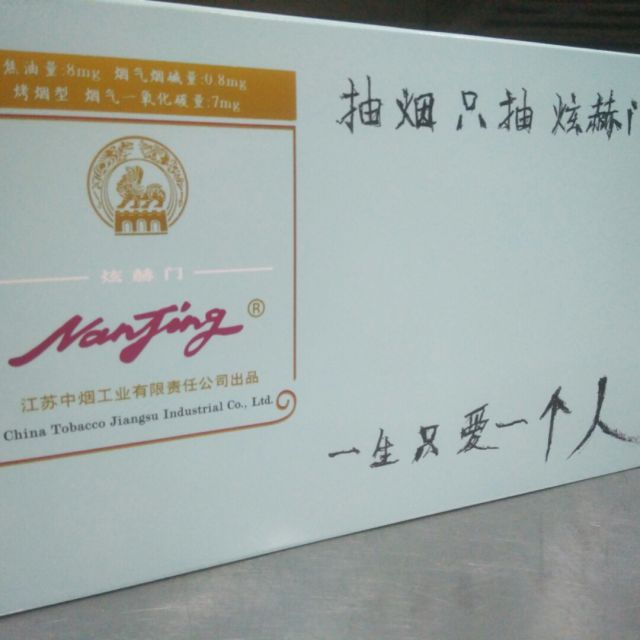 焦油量:8mg 烟气烟碱量:0.8mg
烤烟型 烟气一氧化碳量:7mg
炫赫门
NanJing®
江苏中烟工业有限责任公司出品
China Tobacco Jiangsu Industrial Co., Ltd.
抽烟只抽炫赫门
一生只爱一个人